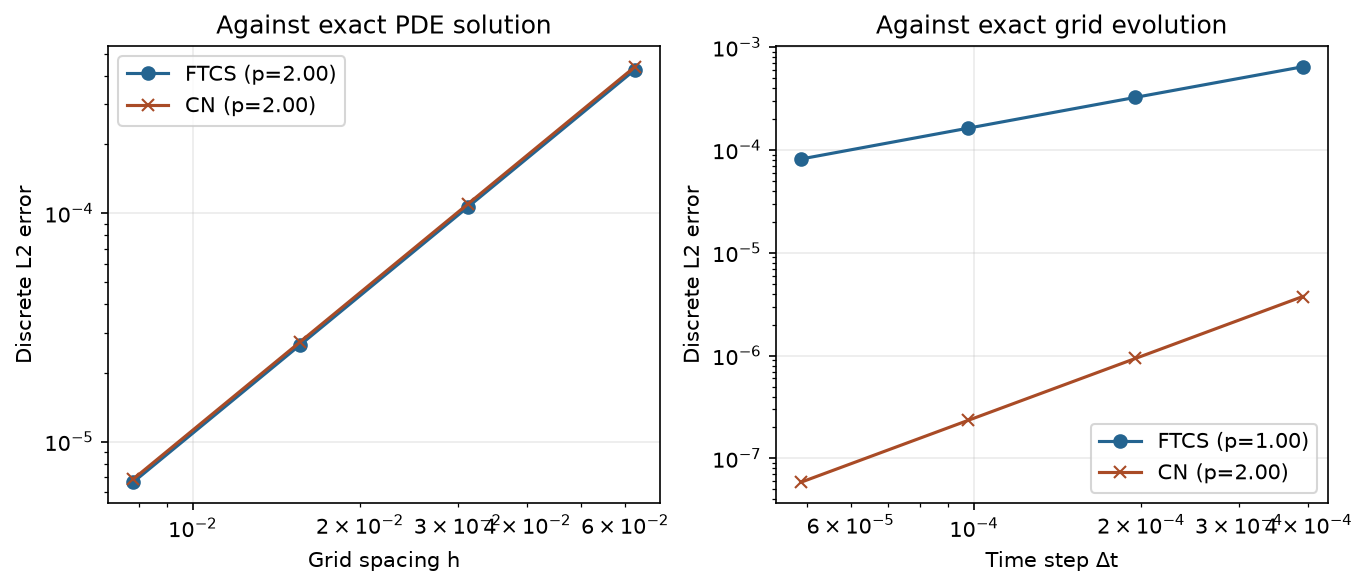 Against exact PDE solution
FTCS (p=2.00)
CN (p=2.00)
Discrete L2 error
10⁻⁴
10⁻⁵
10⁻²
2 × 10⁻²
3 × 10⁻²
4 × 10⁻²
6 × 10⁻²
Grid spacing h
Against exact grid evolution
Discrete L2 error
10⁻³
10⁻⁴
10⁻⁵
10⁻⁶
10⁻⁷
FTCS (p=1.00)
CN (p=2.00)
6 × 10⁻⁵
10⁻⁴
2 × 10⁻⁴
3 × 10⁻⁴
4 × 10⁻⁴
Time step Δt